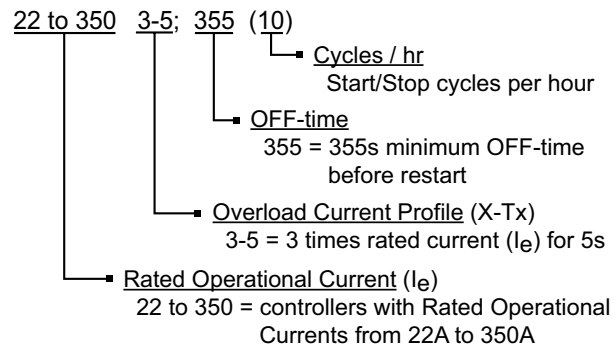 22 to 350 3-5; 355 (10)
Cycles / hr
Start/Stop cycles per hour
OFF-time
355 = 355s minimum OFF-time
before restart
Overload Current Profile (X-Tx)
3-5 = 3 times rated current (Ie) for 5s
Rated Operational Current (Ie)
22 to 350 = controllers with Rated Operational
Currents from 22A to 350A